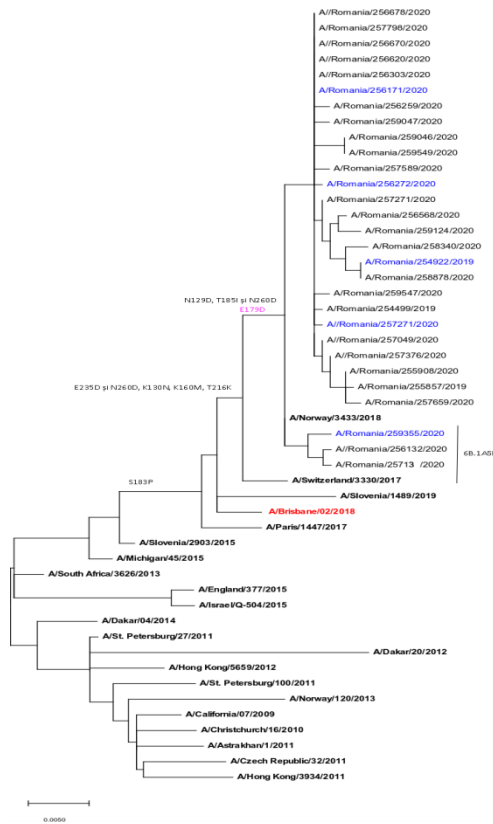 A//Romania/256678/2020
A/Romania/257798/2020
A//Romania/256670/2020
A//Romania/256620/2020
A//Romania/256303/2020
A/Romania/256171/2020
A/Romania/256259/2020
A/Romania/259047/2020
A/Romania/259046/2020
A/Romania/259549/2020
A/Romania/257589/2020
A/Romania/256272/2020
A/Romania/257271/2020
A/Romania/256568/2020
A/Romania/259124/2020
A/Romania/258340/2020
A/Romania/254922/2019
A/Romania/258878/2020
N129D, T185I și N260D
E179D
A/Romania/259547/2020
A/Romania/254499/2019
A//Romania/257271/2020
A//Romania/257049/2020
A//Romania/257376/2020
A/Romania/255908/2020
E235D și N260D, K130N, K160M, T216K
A/Romania/255857/2019
A/Romania/257659/2020
A/Norway/3433/2018
A/Romania/259355/2020
A//Romania/256132/2020
A/Romania/25713 /2020
A/Switzerland/3330/2017
S183P
A/Slovenia/1489/2019
A/Brisbane/02/2018
A/Paris/1447/2017
A/Slovenia/2903/2015
A/Michigan/45/2015
A/South Africa/3626/2013
A/England/377/2015
A/Israel/Q-504/2015
A/Dakar/04/2014
A/St. Petersburg/27/2011
A/Dakar/20/2012
A/Hong Kong/5659/2012
A/St. Petersburg/100/2011
A/Norway/120/2013
A/California/07/2009
A/Christchurch/16/2010
A/Astrakhan/1/2011
A/Czech Republic/32/2011
A/Hong Kong/3934/2011
0.0050